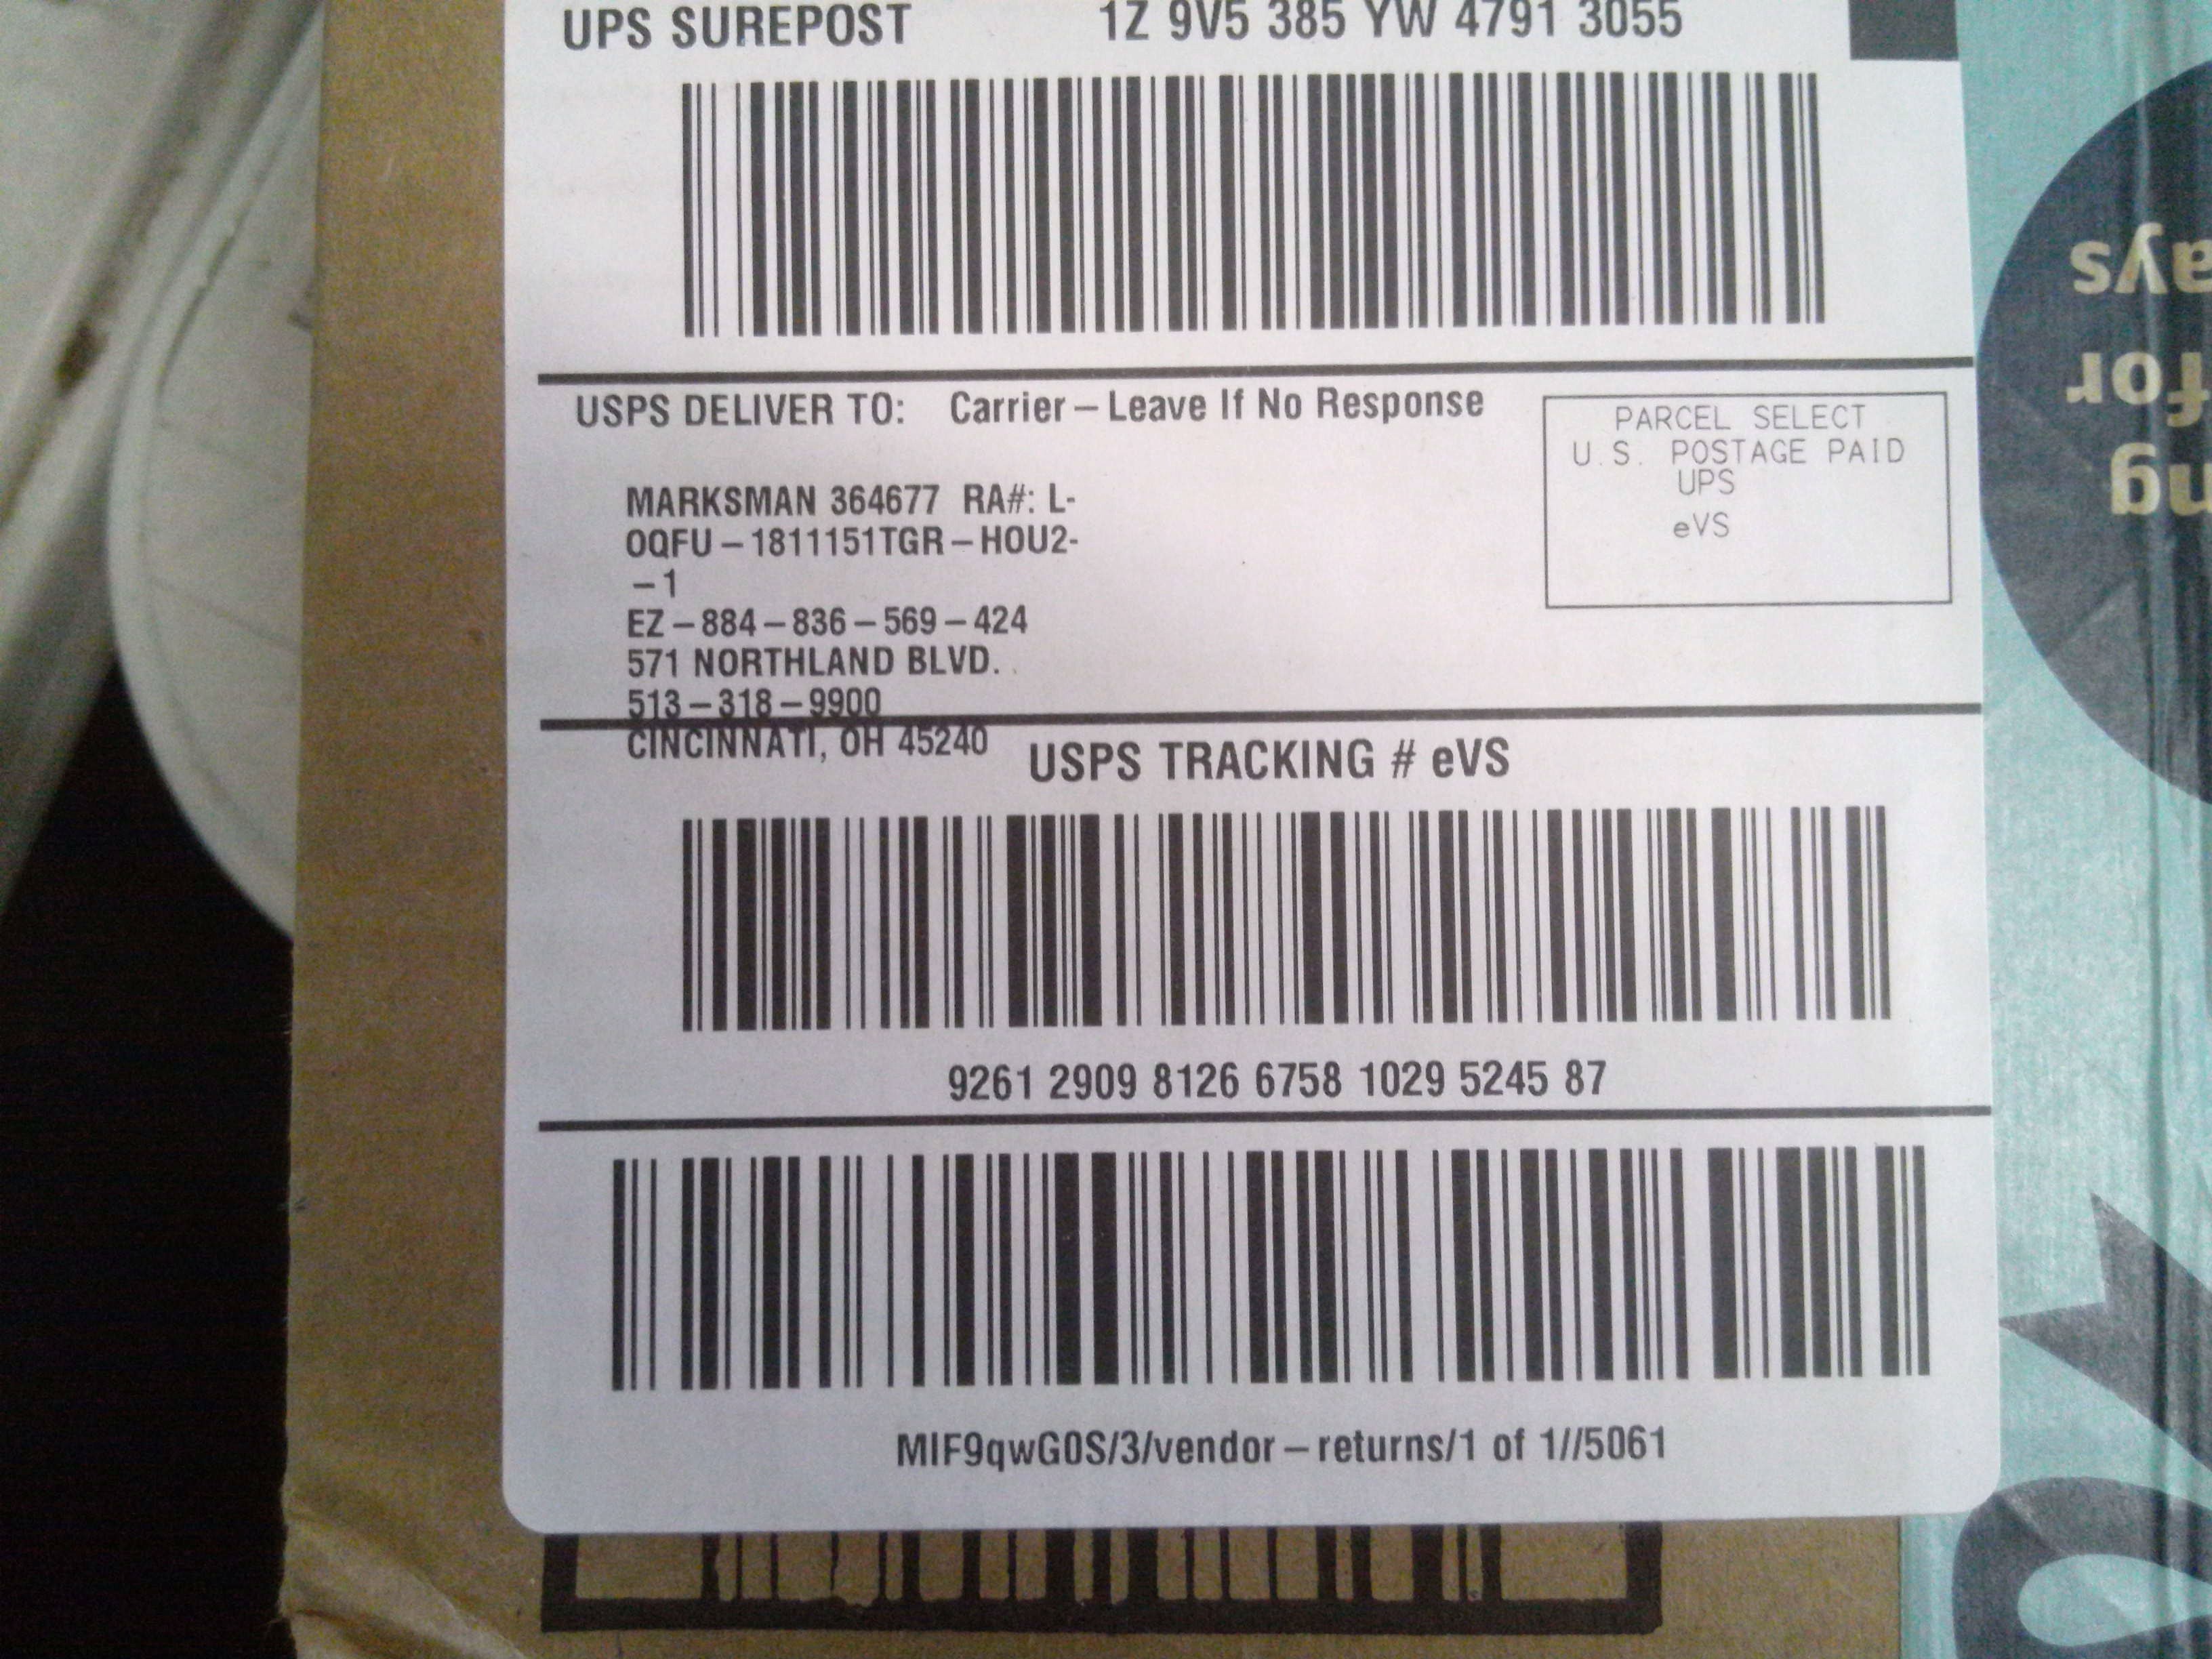 UPS SUREPOST 1Z 9V5 385 YW 4791 3055
USPS DELIVER TO: Carrier – Leave If No Response
PARCEL SELECT
U.S. POSTAGE PAID
UPS
eVS
MARKSMAN 364677 RA#: L-
0QFU – 1811151TGR – HOU2-
– 1
EZ – 884 – 836 – 569 – 424
571 NORTHLAND BLVD.
513 – 318 – 9900
CINCINNATI, OH 45240
USPS TRACKING # eVS
9261 2909 8126 6758 1029 5245 87
MIF9qwG0S/3/vendor – returns/1 of 1//5061
ng
for
ays